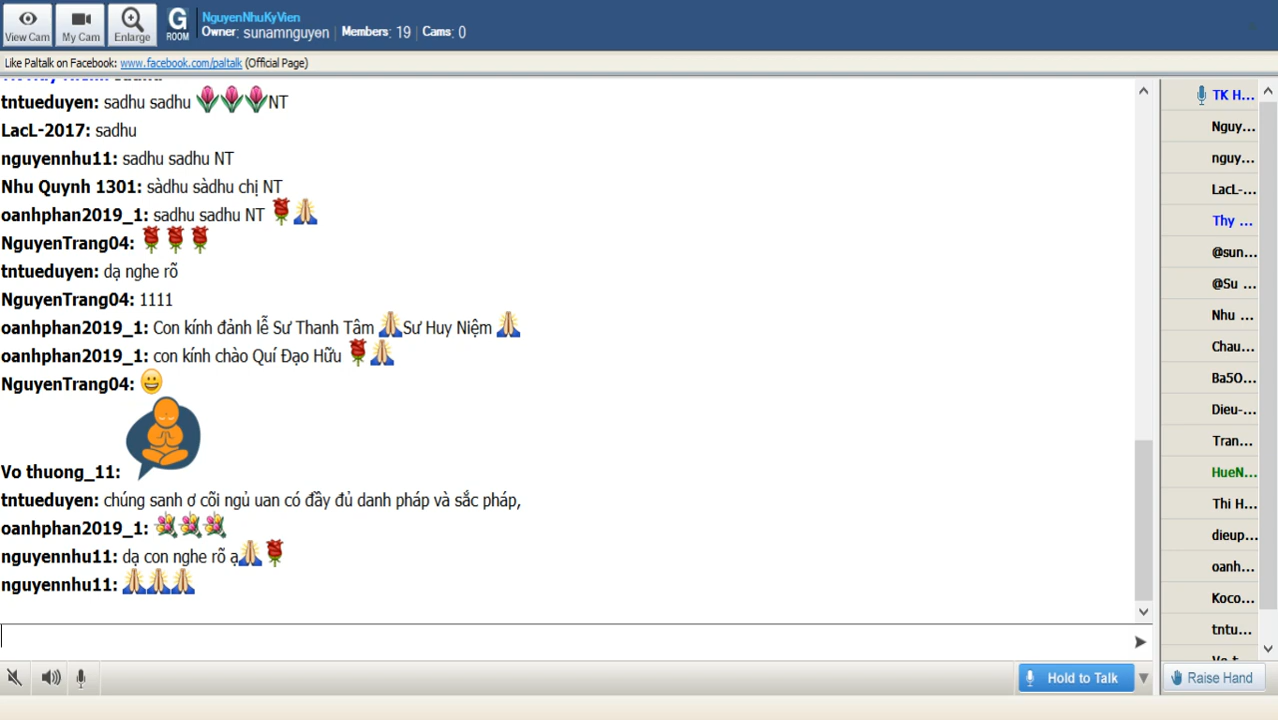 View Cam
My Cam
Enlarge
G
ROOM
NguyenNhuKyVien
Owner: sunamnguyen Members: 19 Cams: 0
Like Paltalk on Facebook: www.facebook.com/paltalk (Official Page)
tntueduyen: sadhu sadhu NT
LacL-2017: sadhu
nguyennhu11: sadhu sadhu NT
Nhu Quynh 1301: sàdhu sàdhu chị NT
oanhphan2019_1: sadhu sadhu NT
NguyenTrang04:
tntueduyen: dạ nghe rõ
NguyenTrang04: 1111
oanhphan2019_1: Con kính đảnh lễ Sư Thanh Tâm Sư Huy Niệm
oanhphan2019_1: con kính chào Quí Đạo Hữu
NguyenTrang04:
Vo thuong_11:
tntueduyen: chúng sanh ơ cõi ngủ uan có đầy đủ danh pháp và sắc pháp,
oanhphan2019_1:
nguyennhu11: dạ con nghe rõ ạ
nguyennhu11:
Hold to Talk
TK H...
Nguy...
nguy...
LacL-...
Thy ...
@sun...
@Su ...
Nhu ...
Chau...
Ba5O...
Dieu-...
Tran...
HueN...
Thi H...
dieup...
oanh...
Koco...
tntu...
Raise Hand